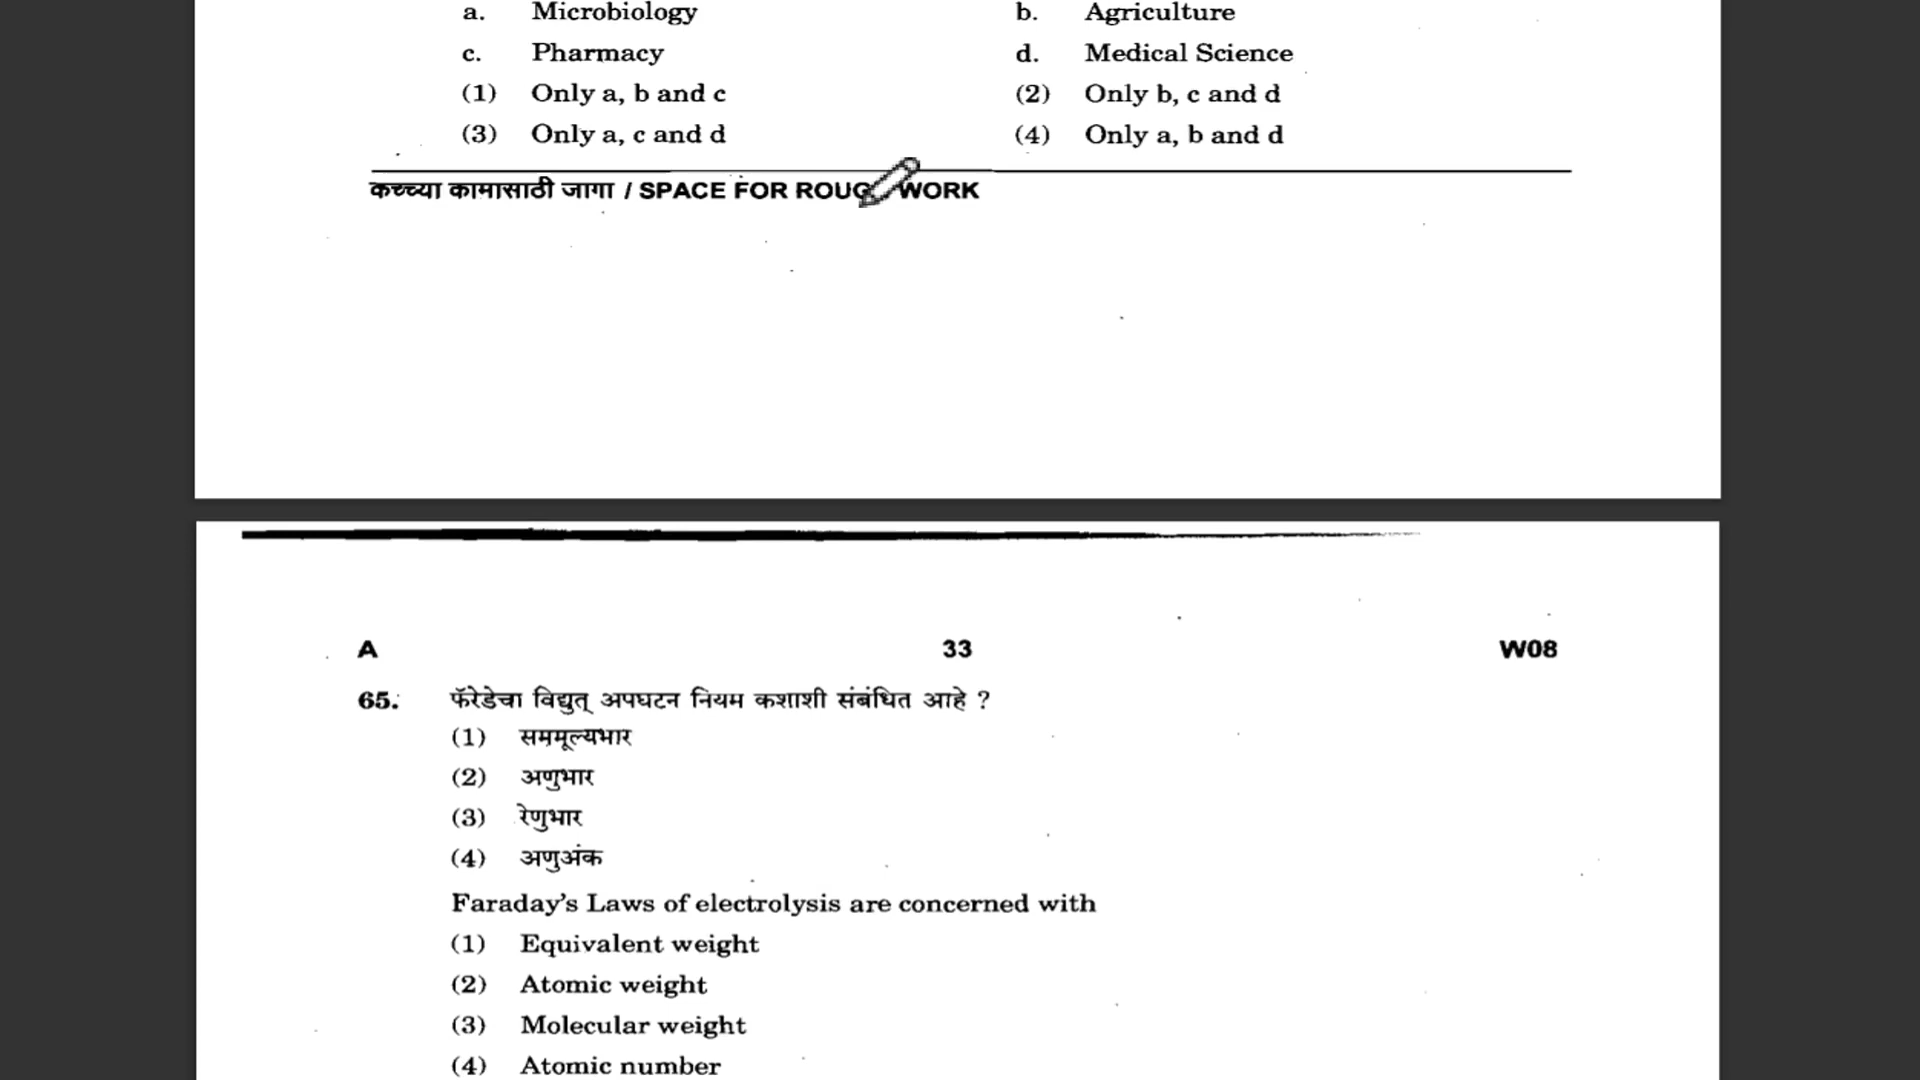 a. Microbiology b. Agriculture
c. Pharmacy d. Medical Science
(1) Only a, b and c (2) Only b, c and d
(3) Only a, c and d (4) Only a, b and d
कच्च्या कामासाठी जागा / SPACE FOR ROUGH WORK
A 33 W08
65. फॅरेडेचा विद्युत् अपघटन नियम कशाशी संबंधित आहे ?
(1) सममूल्यभार
(2) अणुभार
(3) रेणुभार
(4) अणुअंक
Faraday's Laws of electrolysis are concerned with
(1) Equivalent weight
(2) Atomic weight
(3) Molecular weight
(4) Atomic number